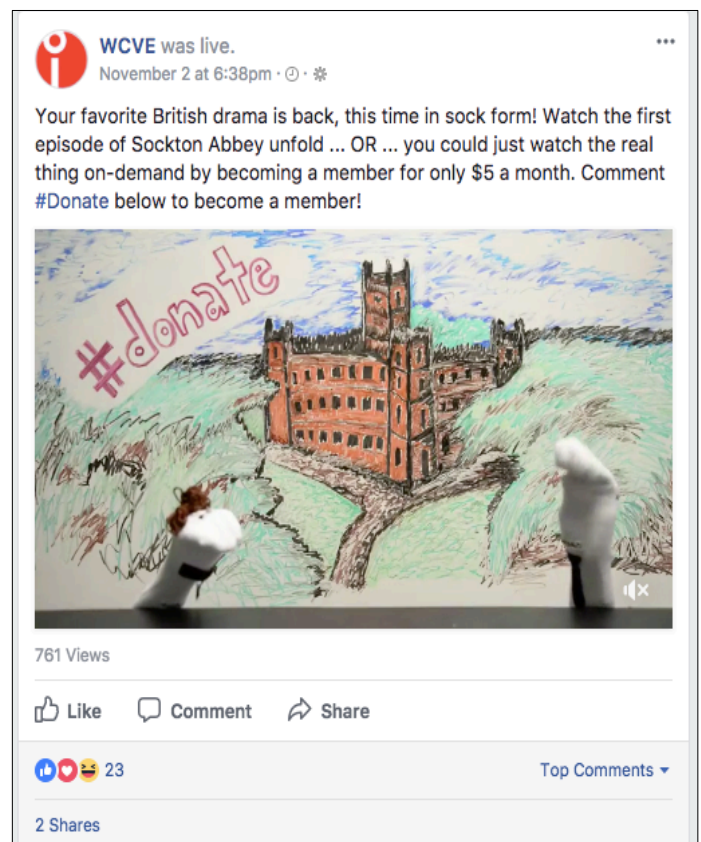 WCVE was live.
November 2 at 6:38pm
Your favorite British drama is back, this time in sock form! Watch the first
episode of Sockton Abbey unfold ... OR ... you could just watch the real
thing on-demand by becoming a member for only $5 a month. Comment
#Donate below to become a member!
#donate
761 Views
Like Comment Share
23 Top Comments
2 Shares